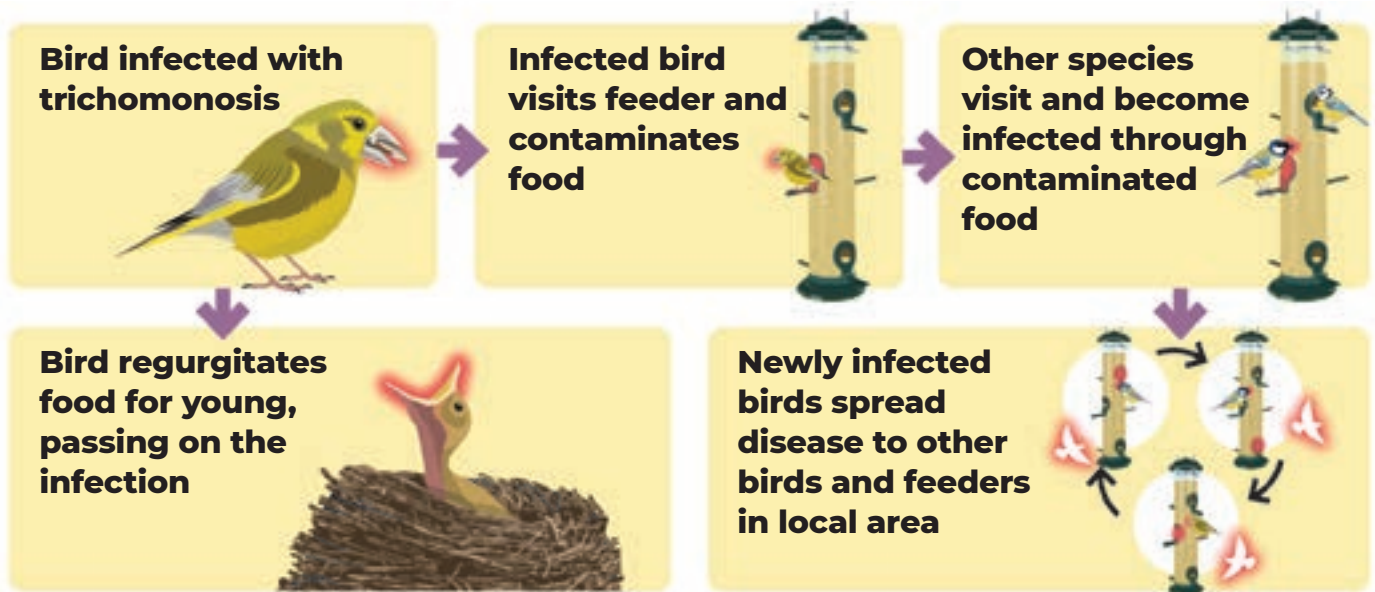 Bird infected with
trichomonosis
Infected bird
visits feeder and
contaminates
food
Other species
visit and become
infected through
contaminated
food
Bird regurgitates
food for young,
passing on the
infection
Newly infected
birds spread
disease to other
birds and feeders
in local area